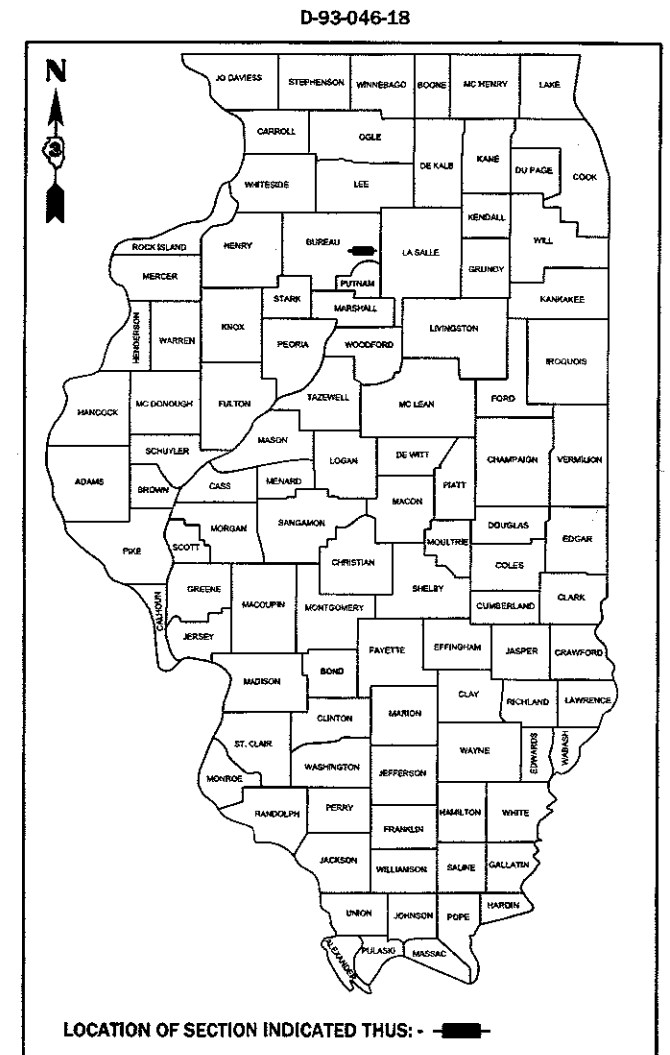 D-93-046-18
N
JO DAVIESS
STEPHENSON
WINNEBAGO
BOONE
MC HENRY
LAKE
CARROLL
OGLE
DE KALB
KANE
DU PAGE
COOK
WHITESIDE
LEE
KENDALL
WILL
ROCK ISLAND
HENRY
BUREAU
LA SALLE
GRUNDY
MERCER
PUTNAM
KANKAKEE
STARK
MARSHALL
HENDERSON
WARREN
KNOX
PEORIA
WOODFORD
LIVINGSTON
IROQUOIS
HANCOCK
MC DONOUGH
FULTON
TAZEWELL
MC LEAN
FORD
MASON
SCHUYLER
LOGAN
DE WITT
CHAMPAIGN
VERMILION
ADAMS
BROWN
CASS
MENARD
PIATT
MACON
MORGAN
SANGAMON
DOUGLAS
EDGAR
PIKE
SCOTT
CHRISTIAN
MOULTRIE
COLES
GREENE
SHELBY
CLARK
CALHOUN
MACOUPIN
MONTGOMERY
CUMBERLAND
JERSEY
FAYETTE
EFFINGHAM
JASPER
CRAWFORD
MADISON
BOND
CLAY
RICHLAND
LAWRENCE
CLINTON
MARION
ST. CLAIR
WAYNE
EDWARDS
WABASH
MONROE
WASHINGTON
JEFFERSON
RANDOLPH
PERRY
HAMILTON
WHITE
FRANKLIN
JACKSON
WILLIAMSON
SALINE
GALLATIN
HARDIN
UNION
JOHNSON
POPE
ALEXANDER
PULASKI
MASSAC
LOCATION OF SECTION INDICATED THUS: -